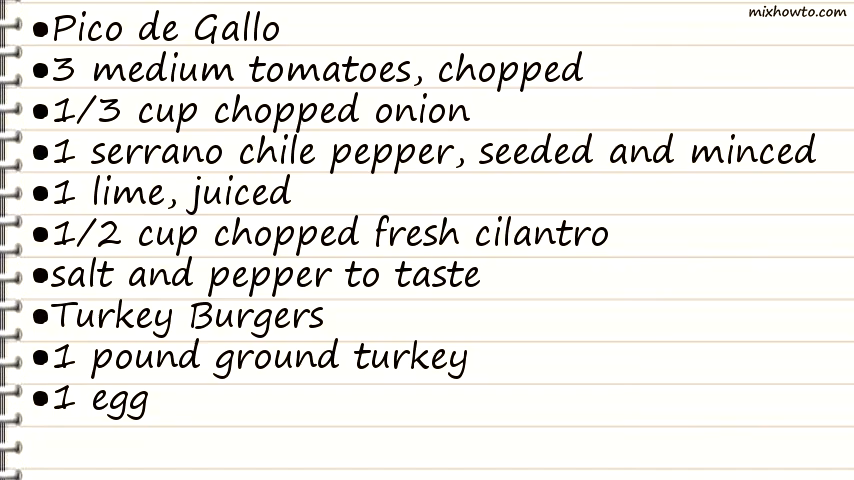 mixhowto.com
•Pico de Gallo
•3 medium tomatoes, chopped
•1/3 cup chopped onion
•1 serrano chile pepper, seeded and minced
•1 lime, juiced
•1/2 cup chopped fresh cilantro
•salt and pepper to taste
•Turkey Burgers
•1 pound ground turkey
•1 egg